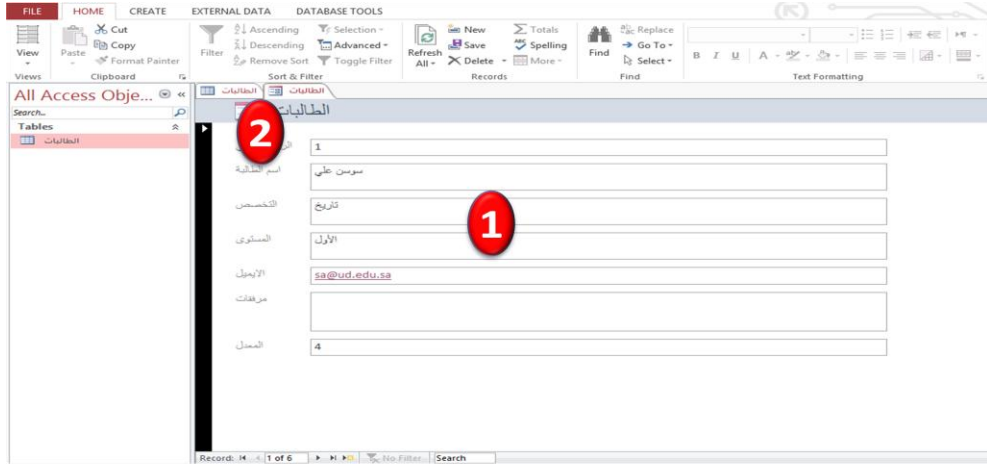 FILE HOME CREATE EXTERNAL DATA DATABASE TOOLS
View
Views
Paste
Cut
Copy
Format Painter
Clipboard
Filter
Ascending
Descending
Remove Sort
Selection
Advanced
Toggle Filter
Sort & Filter
Refresh All
New
Save
Delete
Totals
Spelling
More
Records
Find
Replace
Go To
Select
Find
B I U A
Text Formatting
All Access Obje...
Search...
Tables
الطالبات
الطالبات الطالبات
الطالبات
2
1
اسم الطالبة سوسن علي
التخصص تاريخ
المستوى الأول
1
الايميل sa@ud.edu.sa
مرفقات
المعدل 4
Record: 1 of 6 No Filter Search